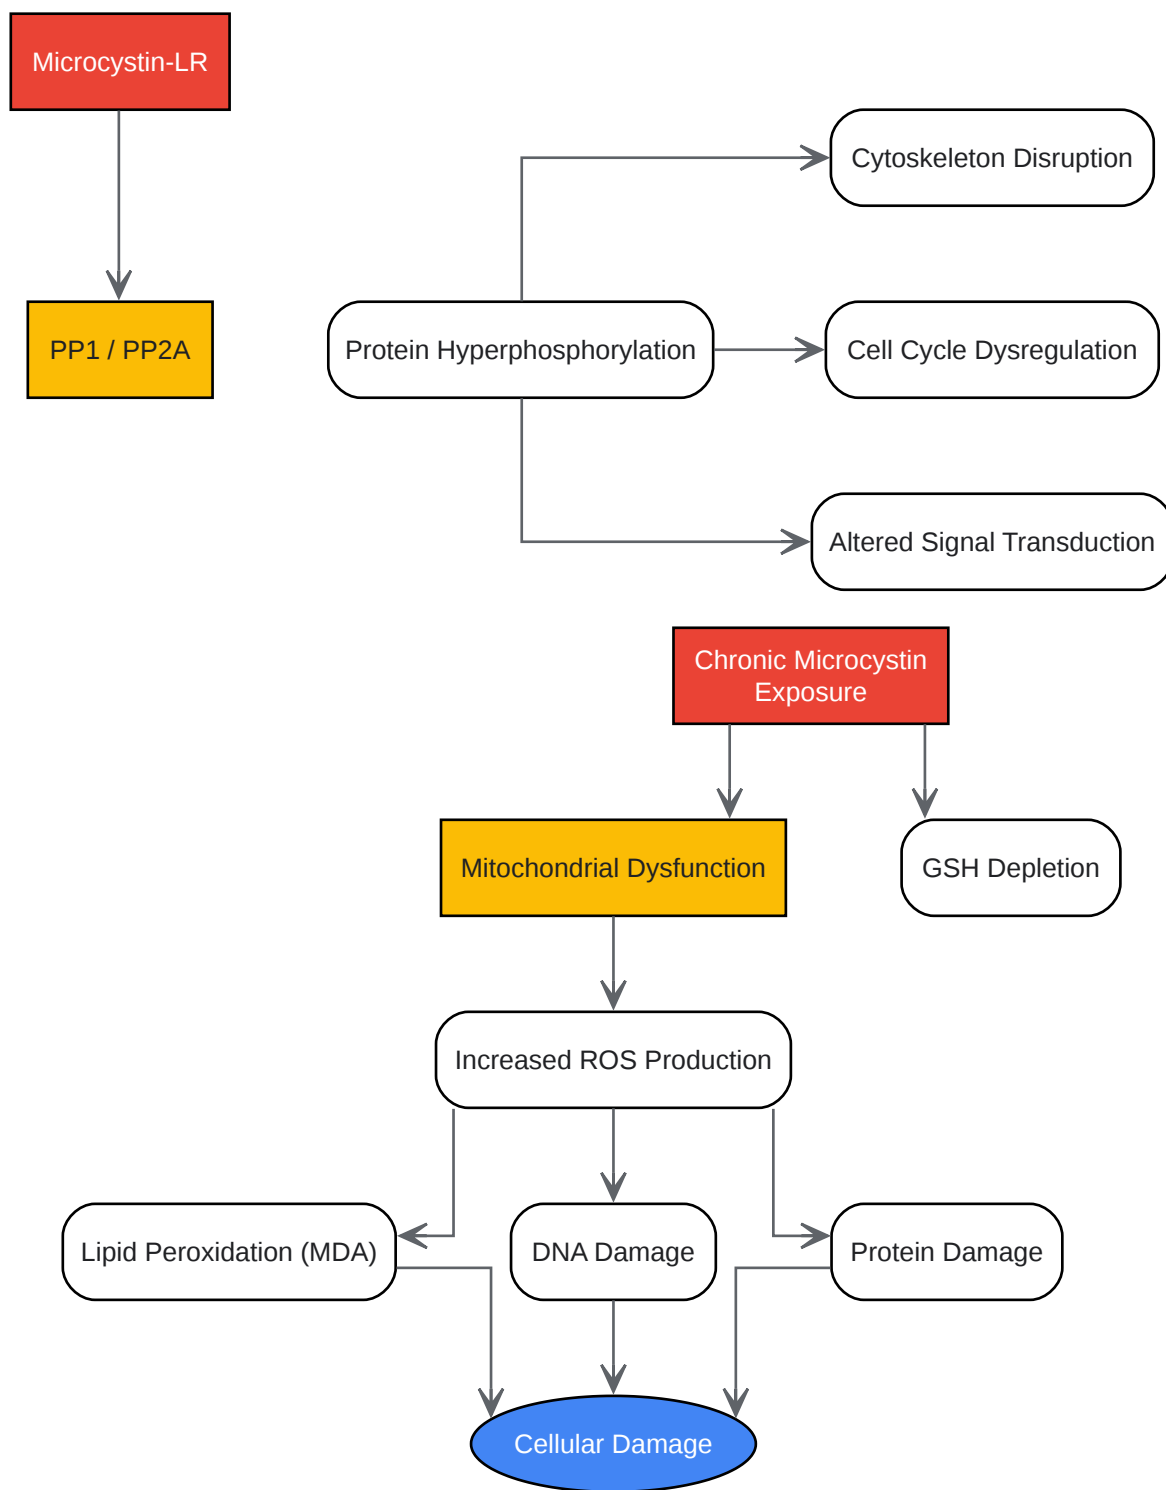 Microcystin-LR
Cytoskeleton Disruption
PP1 / PP2A
Protein Hyperphosphorylation
Cell Cycle Dysregulation
Altered Signal Transduction
Chronic Microcystin
Exposure
Mitochondrial Dysfunction
GSH Depletion
Increased ROS Production
Lipid Peroxidation (MDA)
DNA Damage
Protein Damage
Cellular Damage